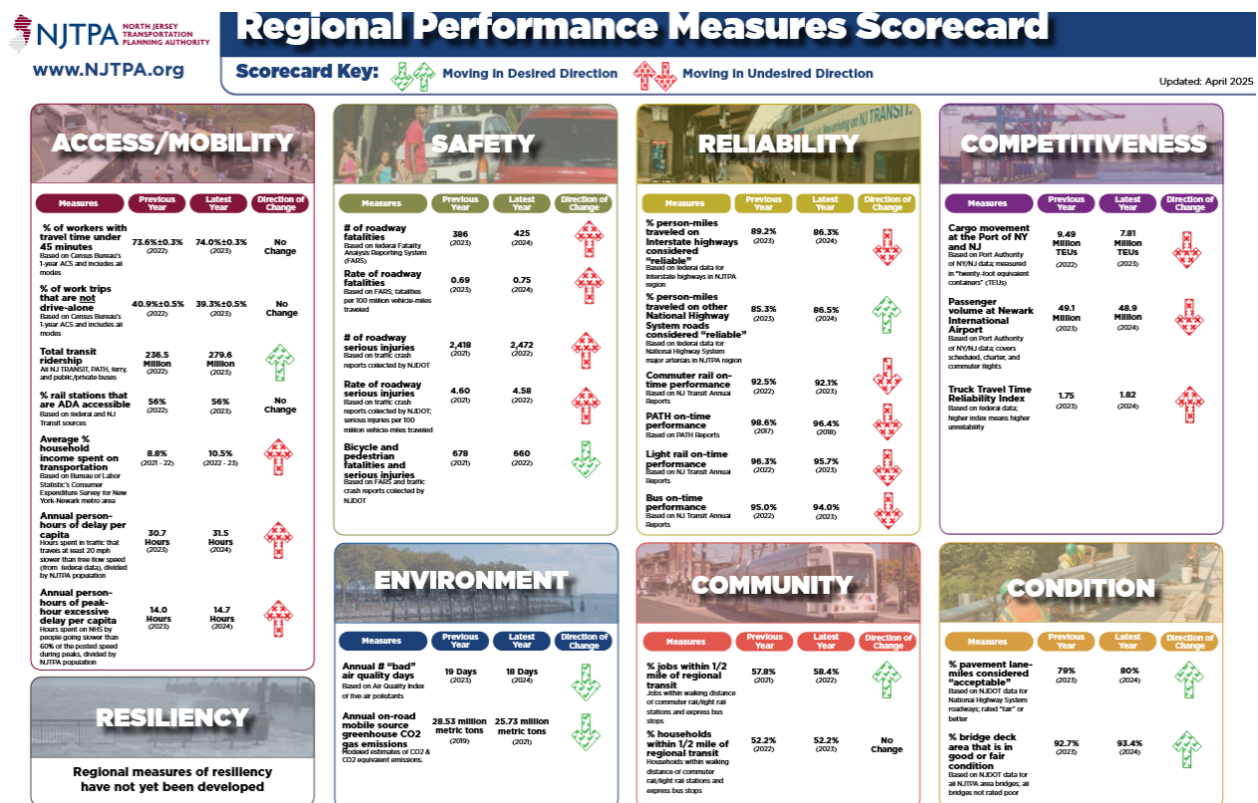 NJTPA
NORTH JERSEY
TRANSPORTATION
PLANNING AUTHORITY
www.NJTPA.org
Regional Performance Measures Scorecard
Scorecard Key: Moving in Desired Direction Moving in Undesired Direction
Updated: April 2025
ACCESS/MOBILITY
Measures Previous Year Latest Year Direction of Change
% of workers with
travel time under
45 minutes
Based on Census Bureau's
1-year ACS and includes all
modes
73.6%±0.3%
(2022)
74.0%±0.3%
(2023)
No
Change
% of work trips
that are not
drive-alone
Based on Census Bureau's
1-year ACS and includes all
modes
40.9%±0.5%
(2022)
39.3%±0.5%
(2023)
No
Change
Total transit
ridership
All NJ TRANSIT, PATH, ferry,
and public/private buses
236.5
Million
(2022)
279.6
Million
(2023)
% rail stations that
are ADA accessible
Based on federal and NJ
Transit sources
56%
(2022)
56%
(2023)
No
Change
Average %
household
income spent on
transportation
Based on Bureau of Labor
Statistic's Consumer
Expenditure Survey for New
York-Newark metro area
8.8%
(2021 - 22)
10.5%
(2022 - 23)
Annual person-
hours of delay per
capita
Hours spent in traffic that
travels at least 20 mph
slower than free flow speed
(from federal data), divided
by NJTPA population
30.7
Hours
(2023)
31.5
Hours
(2024)
Annual person-
hours of peak-
hour excessive
delay per capita
Hours spent on NHS by
people going slower than
60% of the posted speed
during peaks, divided by
NJTPA population
14.0
Hours
(2023)
14.7
Hours
(2024)
RESILIENCY
Regional measures of resiliency
have not yet been developed
SAFETY
Measures Previous Year Latest Year Direction of Change
# of roadway
fatalities
Based on federal Fatality
Analysis Reporting System
(FARS)
386
(2023)
425
(2024)
Rate of roadway
fatalities
Based on FARS; fatalities
per 100 million vehicle-miles
traveled
0.69
(2023)
0.75
(2024)
# of roadway
serious injuries
Based on traffic crash
reports collected by NJDOT
2,418
(2021)
2,472
(2022)
Rate of roadway
serious injuries
Based on traffic crash
reports collected by NJDOT;
serious injuries per 100
million vehicle-miles traveled
4.60
(2021)
4.58
(2022)
Bicycle and
pedestrian
fatalities and
serious injuries
Based on FARS and traffic
crash reports collected by
NJDOT
678
(2021)
660
(2022)
ENVIRONMENT
Measures Previous Year Latest Year Direction of Change
Annual # "bad"
air quality days
Based on Air Quality Index
of five air pollutants
19 Days
(2023)
18 Days
(2024)
Annual on-road
mobile source
greenhouse CO2
gas emissions
Modeled estimates of CO2 &
CO2 equivalent emissions.
28.53 million
metric tons
(2019)
25.73 million
metric tons
(2021)
RELIABILITY
Measures Previous Year Latest Year Direction of Change
% person-miles
traveled on
Interstate highways
considered
"reliable"
Based on federal data for
Interstate highways in NJTPA
region
89.2%
(2023)
86.3%
(2024)
% person-miles
traveled on other
National Highway
System roads
considered "reliable"
Based on federal data for
National Highway System
major arterials in NJTPA region
85.3%
(2023)
86.5%
(2024)
Commuter rail on-
time performance
Based on NJ Transit Annual
Reports
92.5%
(2022)
92.1%
(2023)
PATH on-time
performance
Based on PATH Reports
98.6%
(2017)
96.4%
(2018)
Light rail on-time
performance
Based on NJ Transit Annual
Reports
96.3%
(2022)
95.7%
(2023)
Bus on-time
performance
Based on NJ Transit Annual
Reports
95.0%
(2022)
94.0%
(2023)
COMMUNITY
Measures Previous Year Latest Year Direction of Change
% jobs within 1/2
mile of regional
transit
Jobs within walking distance
of commuter rail/light rail
stations and express bus
stops
57.8%
(2021)
58.4%
(2022)
% households
within 1/2 mile of
regional transit
Households within walking
distance of commuter
rail/light rail stations and
express bus stops
52.2%
(2022)
52.2%
(2023)
No
Change
COMPETITIVENESS
Measures Previous Year Latest Year Direction of Change
Cargo movement
at the Port of NY
and NJ
Based on Port Authority
of NY/NJ data; measured
in "twenty-foot equivalent
containers" (TEUs)
9.49
Million
TEUs
(2022)
7.81
Million
TEUs
(2023)
Passenger
volume at Newark
International
Airport
Based on Port Authority
of NY/NJ data; covers
scheduled, charter, and
commuter flights
49.1
Million
(2023)
48.9
Million
(2024)
Truck Travel Time
Reliability Index
Based on federal data;
higher index means higher
unreliability
1.75
(2023)
1.82
(2024)
CONDITION
Measures Previous Year Latest Year Direction of Change
% pavement lane-
miles considered
"acceptable"
Based on NJDOT data for
National Highway System
roadways; rated "fair" or
better
79%
(2023)
80%
(2024)
% bridge deck
area that is in
good or fair
condition
Based on NJDOT data for
all NJTPA area bridges; all
bridges not rated poor
92.7%
(2023)
93.4%
(2024)